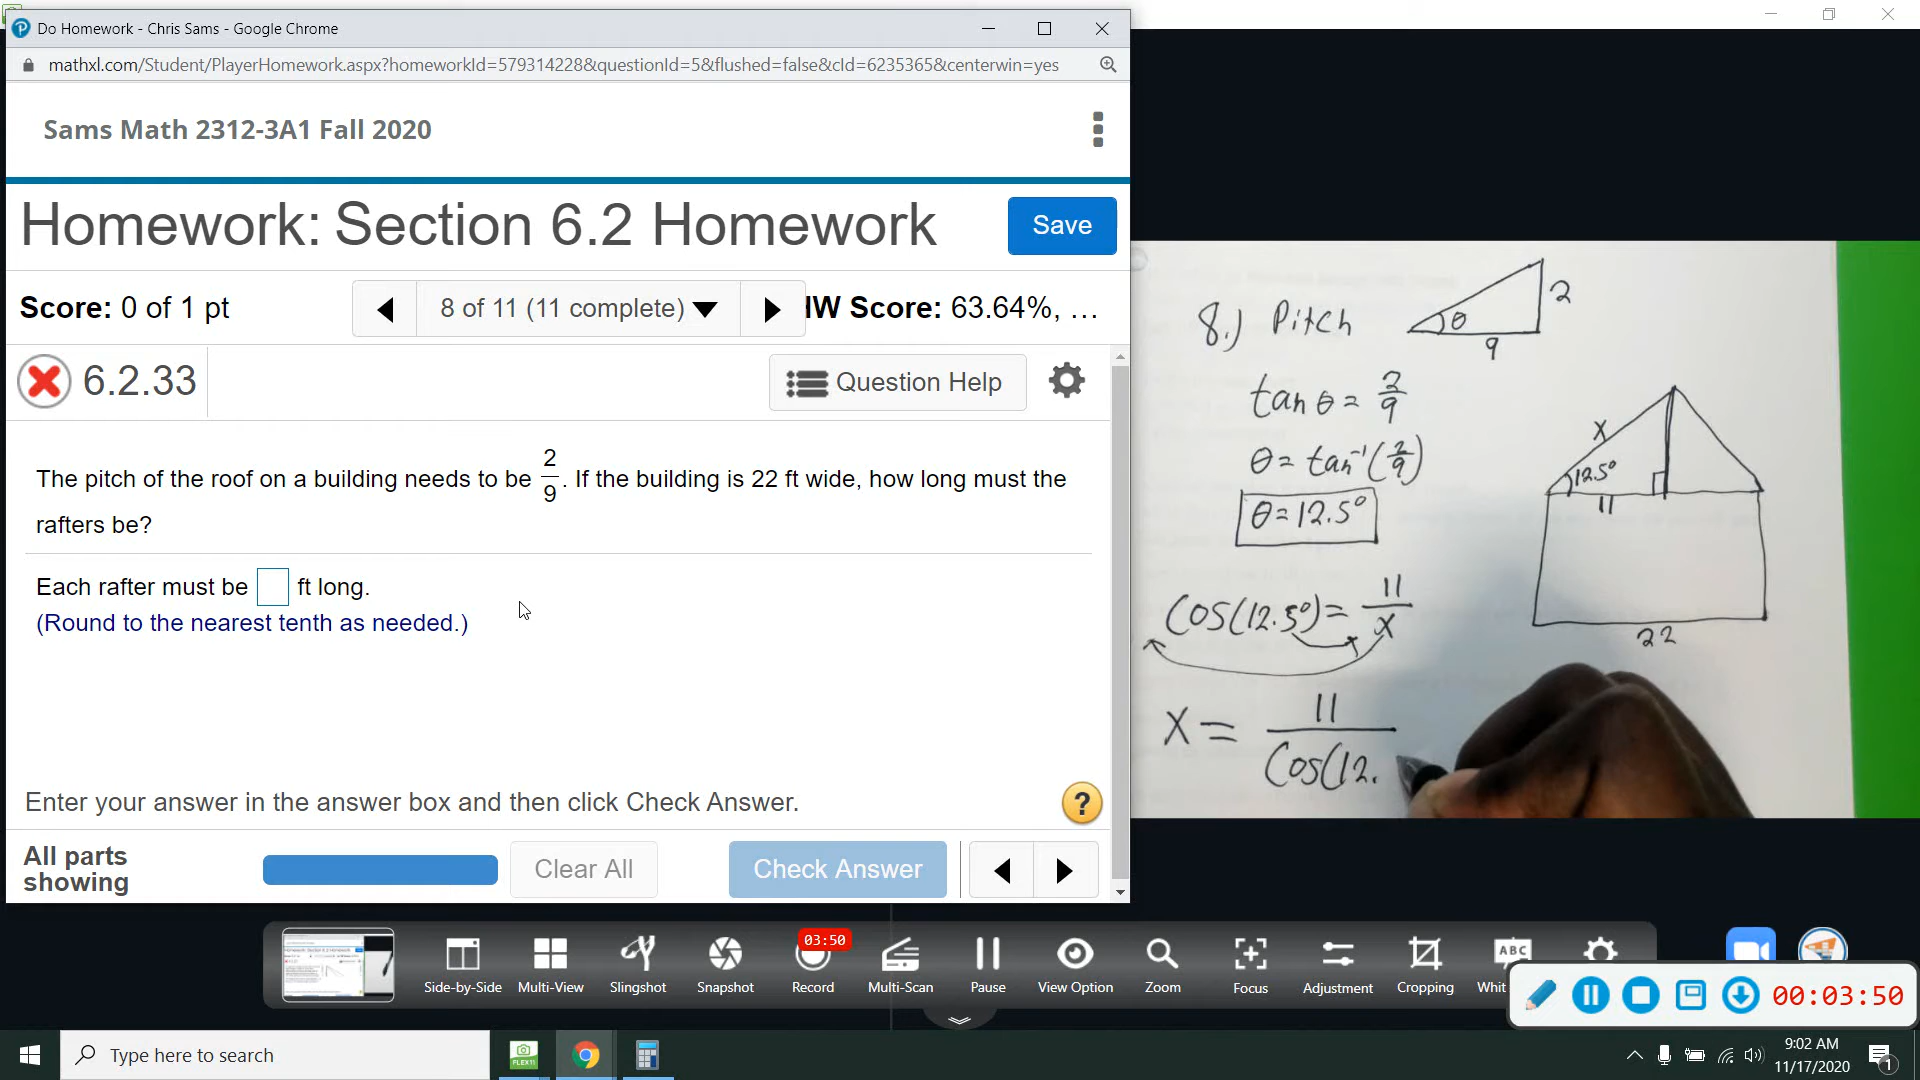 Do Homework - Chris Sams - Google Chrome
mathxl.com/Student/PlayerHomework.aspx?homeworkId=579314228&questionId=5&flushed=false&cId=6235365&centerwin=yes
Sams Math 2312-3A1 Fall 2020
Homework: Section 6.2 Homework
Save
Score: 0 of 1 pt
8 of 11 (11 complete)
HW Score: 63.64%, ...
6.2.33
Question Help
The pitch of the roof on a building needs to be 2/9. If the building is 22 ft wide, how long must the
rafters be?
Each rafter must be ft long.
(Round to the nearest tenth as needed.)
Enter your answer in the answer box and then click Check Answer.
?
All parts
showing
Clear All
Check Answer
8.) Pitch
θ
2
9
tan θ = 2/9
θ = tan⁻¹(2/9)
θ = 12.5°
x
12.5°
11
22
Cos(12.5°) = 11/x
x = 11
Cos(12.
Side-by-Side
Multi-View
Slingshot
Snapshot
03:50
Record
Multi-Scan
Pause
View Option
Zoom
Focus
Adjustment
Cropping
ABC
Whit
00:03:50
Type here to search
FLEX11
9:02 AM
11/17/2020
1